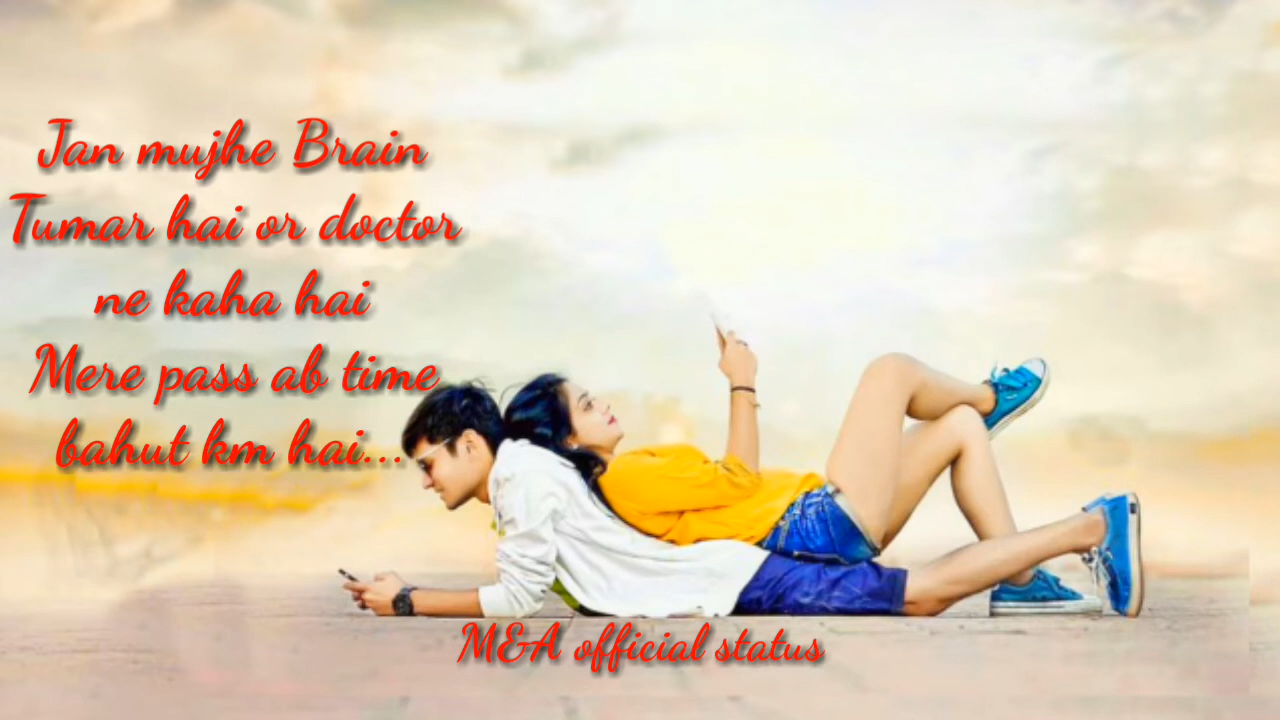 Jan mujhe Brain
Tumar hai or doctor
ne kaha hai
Mere pass ab time
bahut km hai...
M&A official status